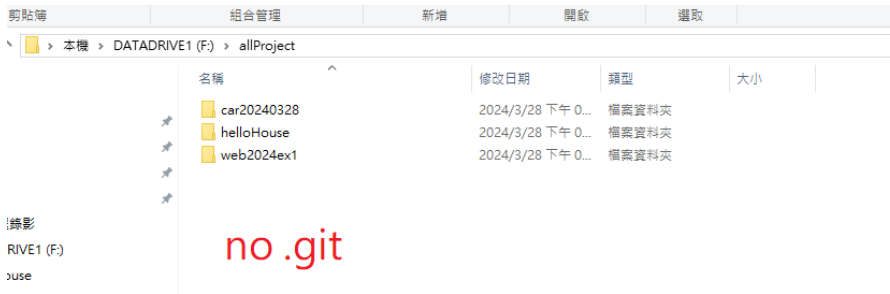 剪貼簿 組合管理 新增 開啟 選取
本機 > DATADRIVE1 (F:) > allProject
名稱 修改日期 類型 大小
car20240328 2024/3/28 下午 0... 檔案資料夾
helloHouse 2024/3/28 下午 0... 檔案資料夾
web2024ex1 2024/3/28 下午 0... 檔案資料夾
錄影
RIVE1 (F:)
no .git
ouse